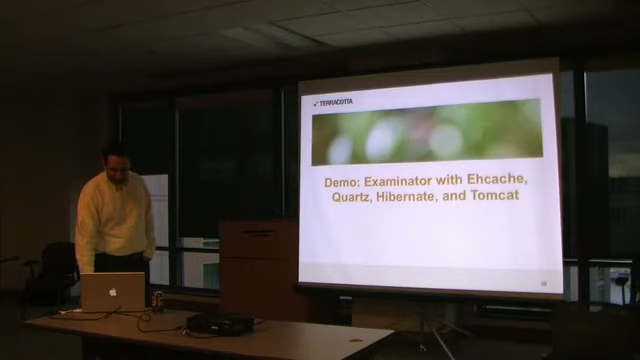 TERRACOTTA
Demo: Examinator with Ehcache,
Quartz, Hibernate, and Tomcat